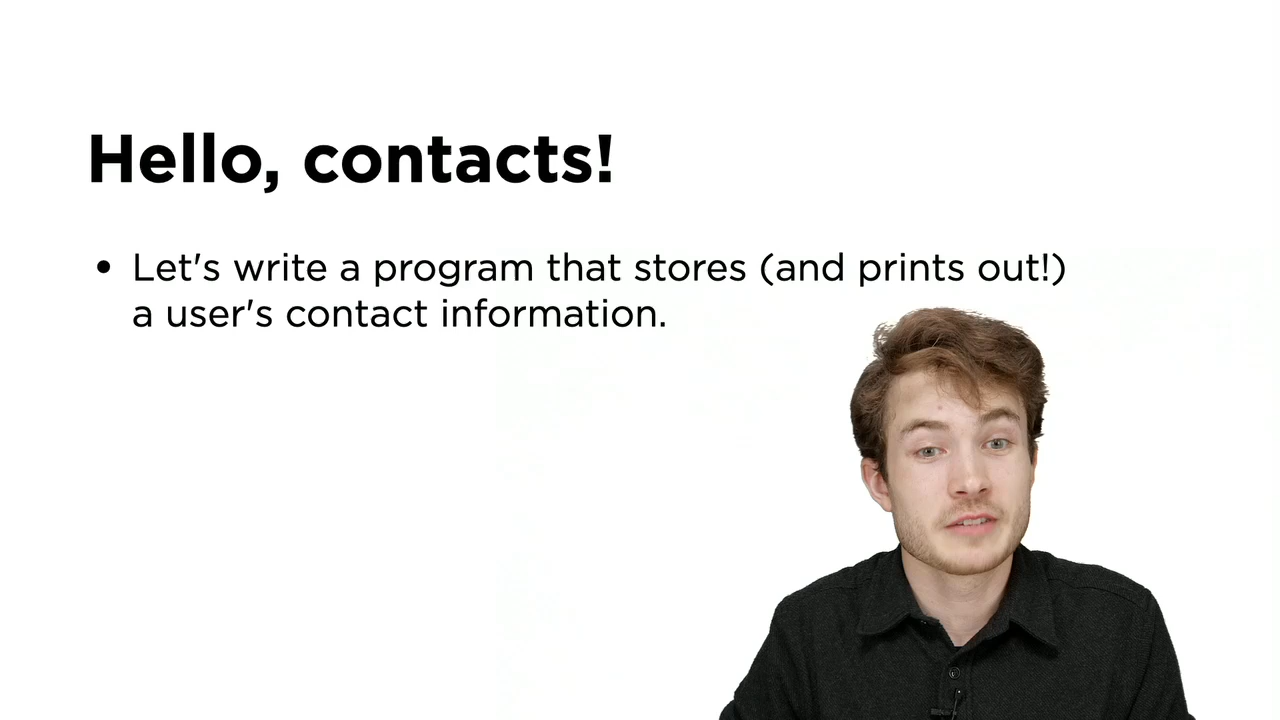 Hello, contacts!
• Let's write a program that stores (and prints out!)
a user's contact information.